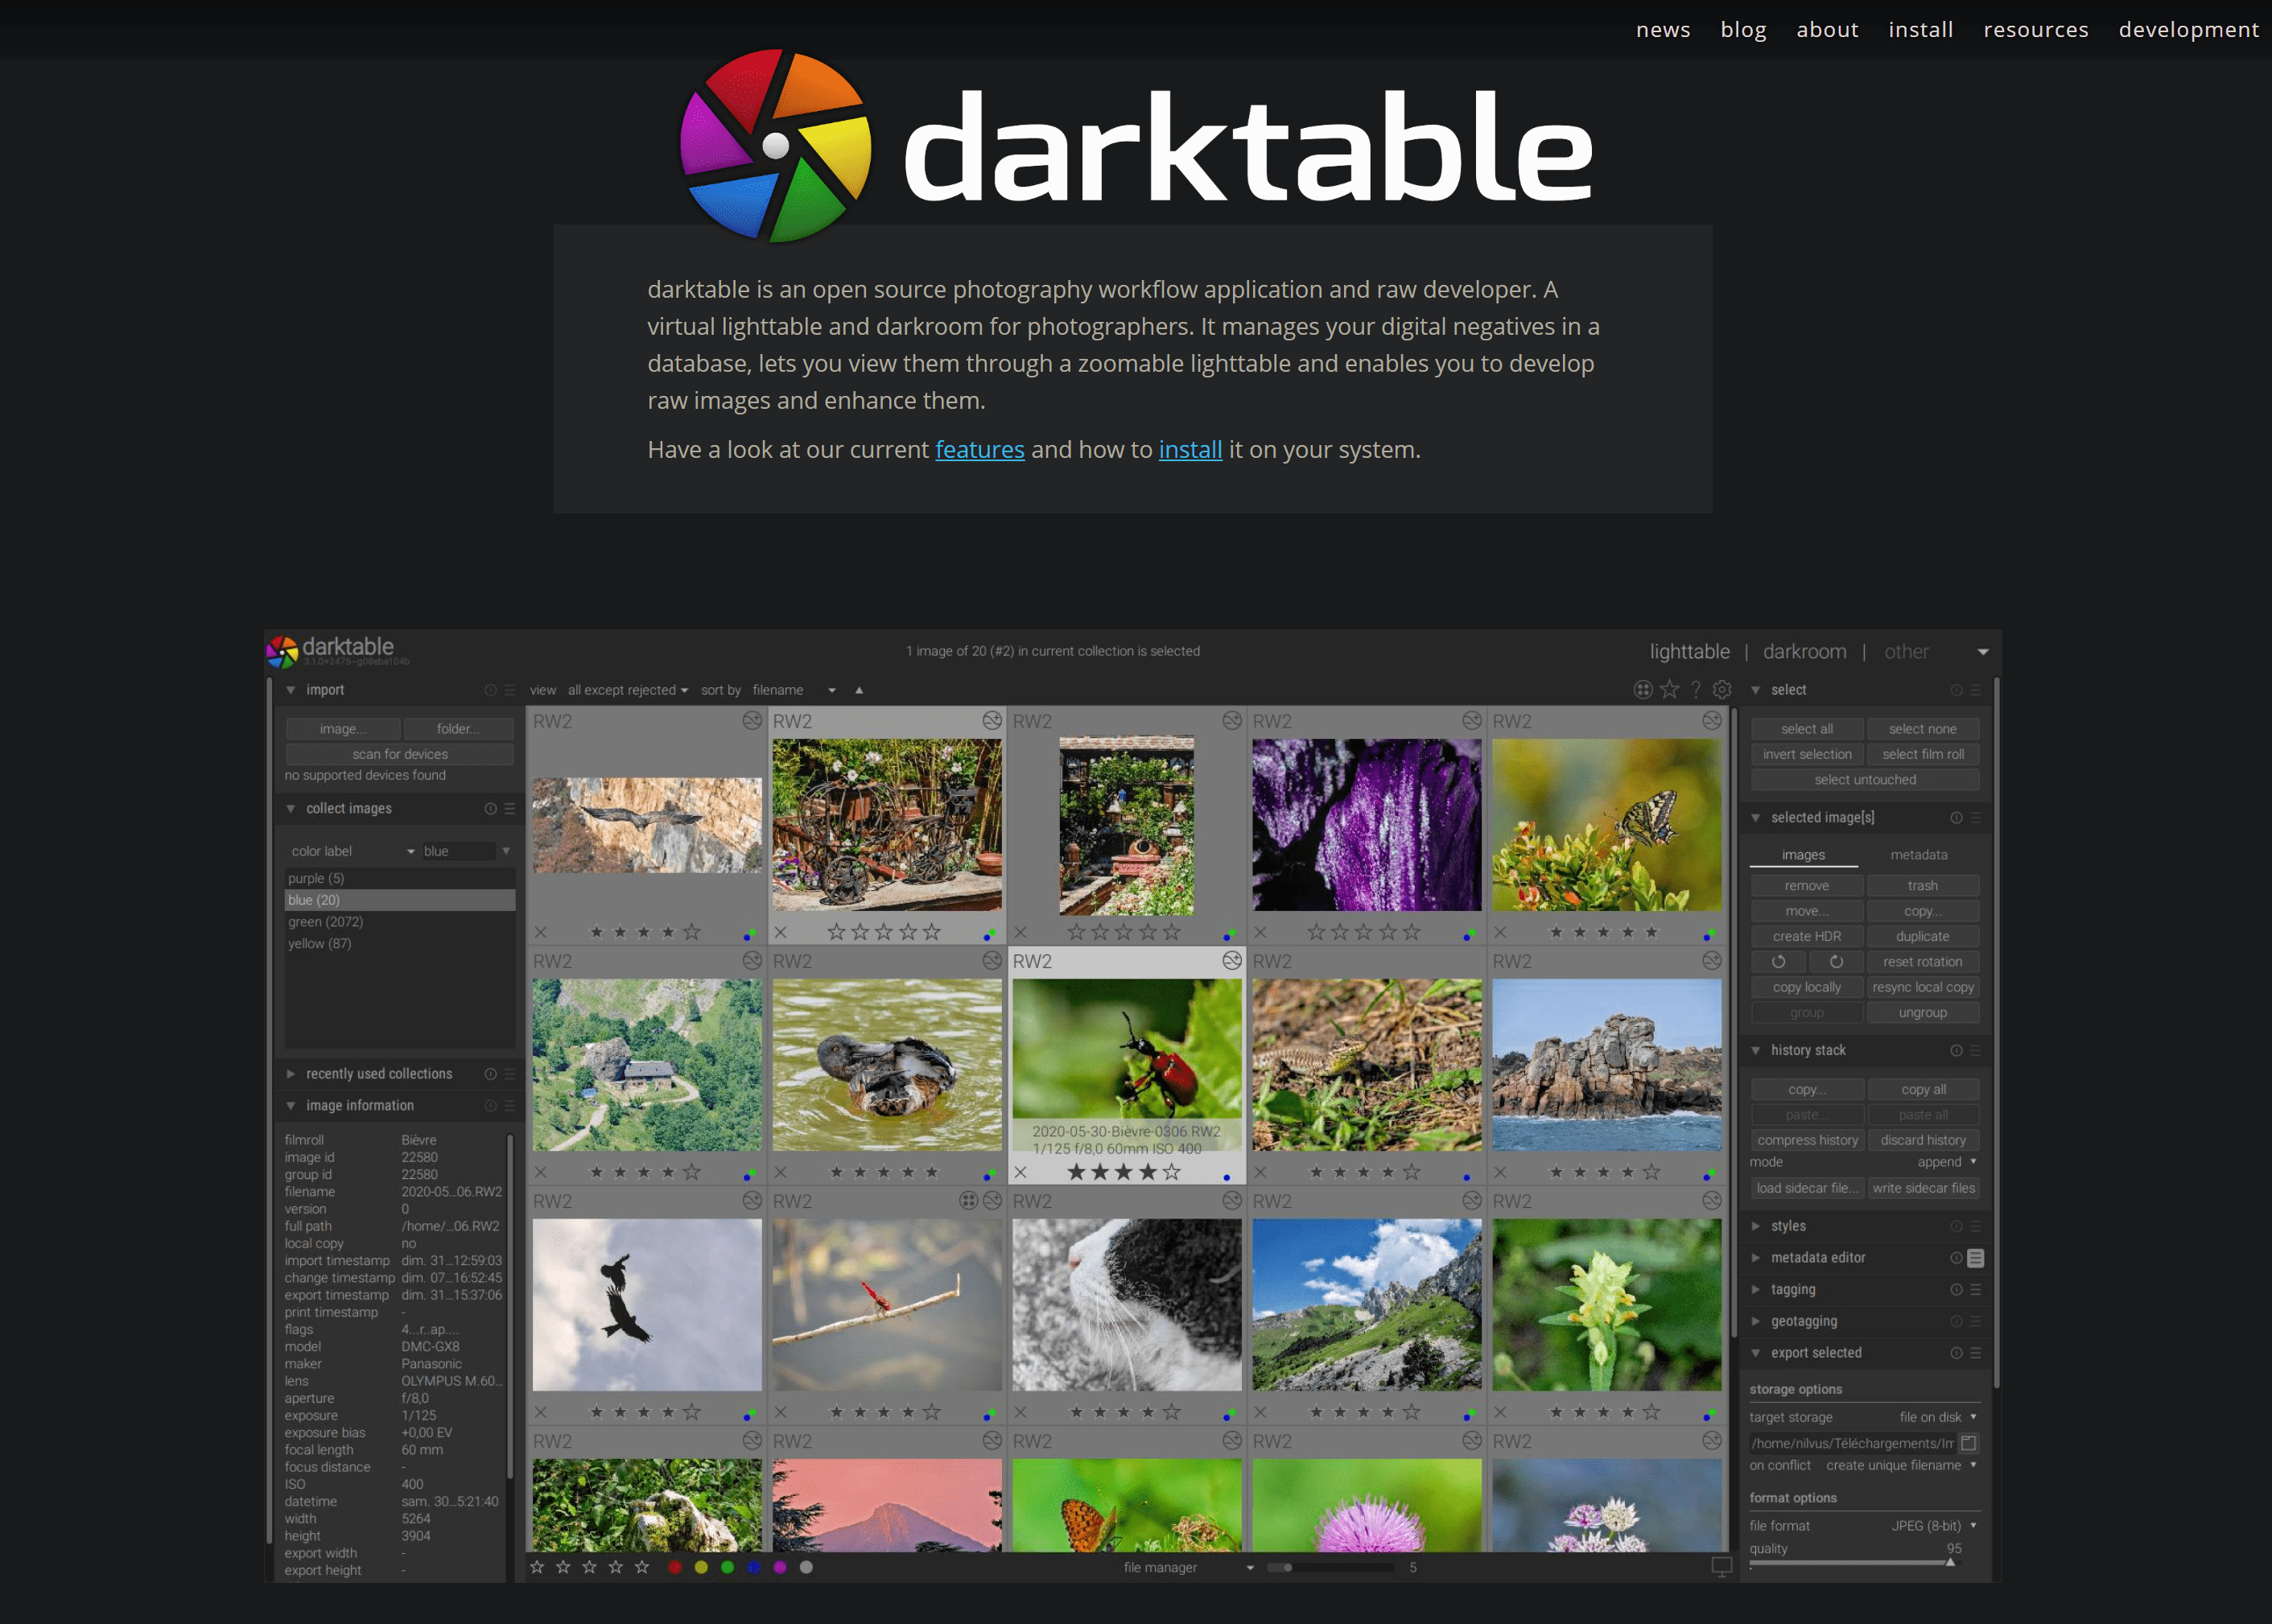 news blog about install resources development
darktable
darktable is an open source photography workflow application and raw developer. A
virtual lighttable and darkroom for photographers. It manages your digital negatives in a
database, lets you view them through a zoomable lighttable and enables you to develop
raw images and enhance them.
Have a look at our current features and how to install it on your system.
darktable
3.1.0+2475~g08eba104b
1 image of 20 (#2) in current collection is selected
lighttable | darkroom | other
import
image... folder...
scan for devices
no supported devices found
collect images
color label blue
purple (5)
blue (20)
green (2072)
yellow (87)
recently used collections
image information
filmroll Bièvre
image id 22580
group id 22580
filename 2020-05...06.RW2
version 0
full path /home/...06.RW2
local copy no
import timestamp dim. 31...12:59:03
change timestamp dim. 07...16:52:45
export timestamp dim. 31...15:37:06
print timestamp -
flags 4...r..ap....
model DMC-GX8
maker Panasonic
lens OLYMPUS M.60...
aperture f/8,0
exposure 1/125
exposure bias +0,00 EV
focal length 60 mm
focus distance -
ISO 400
datetime sam. 30...5:21:40
width 5264
height 3904
export width -
export height -
view all except rejected sort by filename
RW2 RW2 RW2 RW2 RW2
RW2 RW2 RW2 RW2 RW2
2020-05-30-Bièvre-0306.RW2
1/125 f/8,0 60mm ISO 400
RW2 RW2 RW2 RW2 RW2
RW2 RW2 RW2 RW2 RW2
file manager 5
select
select all select none
invert selection select film roll
select untouched
selected image[s]
images metadata
remove trash
move... copy...
create HDR duplicate
reset rotation
copy locally resync local copy
group ungroup
history stack
copy... copy all
paste... paste all
compress history discard history
mode append
load sidecar file... write sidecar files
styles
metadata editor
tagging
geotagging
export selected
storage options
target storage file on disk
/home/nilvus/Téléchargements/Im
on conflict create unique filename
format options
file format JPEG (8-bit)
quality 95